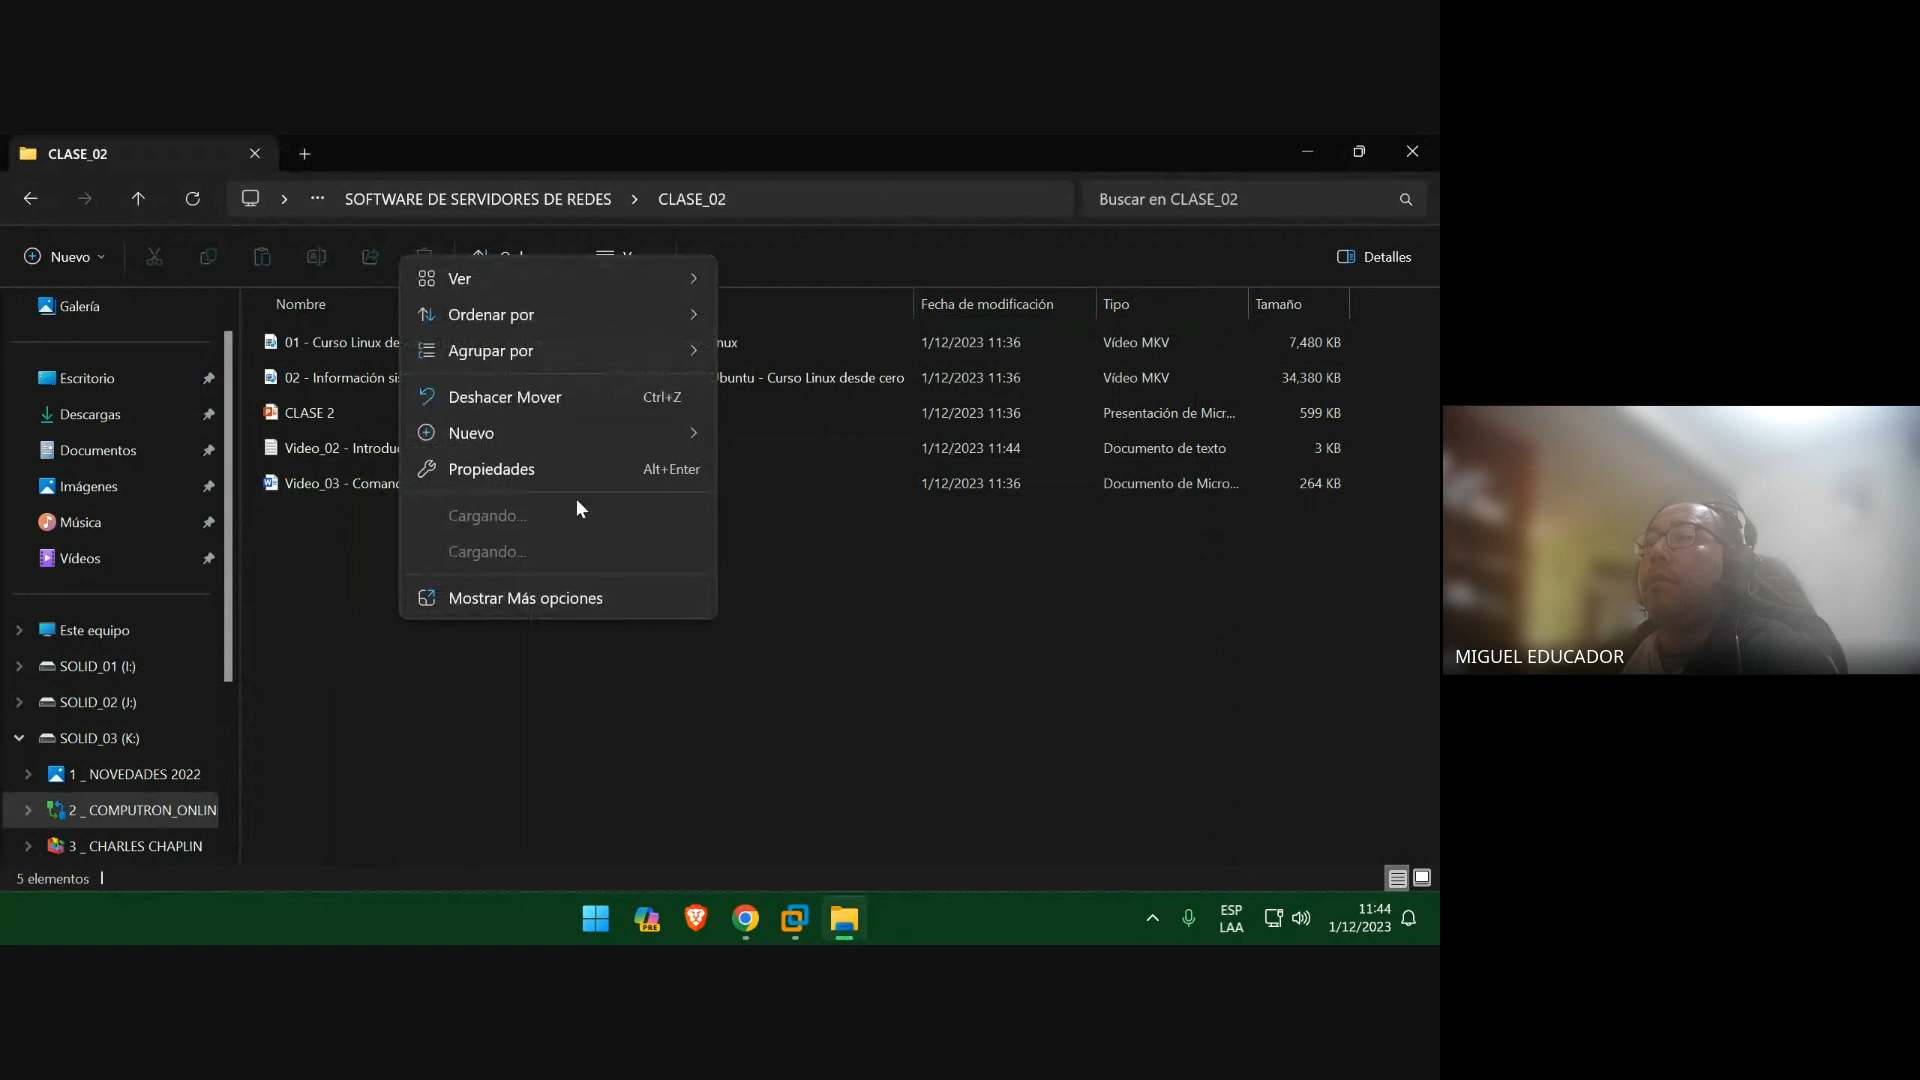 CLASE_02
SOFTWARE DE SERVIDORES DE REDES
CLASE_02
Buscar en CLASE_02
Nuevo
Detalles
Galería
Escritorio
Descargas
Documentos
Imágenes
Música
Vídeos
Este equipo
SOLID_01 (I:)
SOLID_02 (J:)
SOLID_03 (K:)
1 _ NOVEDADES 2022
2 _ COMPUTRON_ONLIN
3 _ CHARLES CHAPLIN
Nombre
Fecha de modificación
Tipo
Tamaño
01 - Curso Linux de
nux
1/12/2023 11:36
Vídeo MKV
7,480 KB
02 - Información si
Ubuntu - Curso Linux desde cero
1/12/2023 11:36
Vídeo MKV
34,380 KB
CLASE 2
1/12/2023 11:36
Presentación de Micr...
599 KB
Video_02 - Introdu
1/12/2023 11:44
Documento de texto
3 KB
Video_03 - Coman
1/12/2023 11:36
Documento de Micro...
264 KB
Ver
Ordenar por
Agrupar por
Deshacer Mover
Ctrl+Z
Nuevo
Propiedades
Alt+Enter
Cargando...
Cargando...
Mostrar Más opciones
5 elementos
PRE
ESP
LAA
11:44
1/12/2023
MIGUEL EDUCADOR